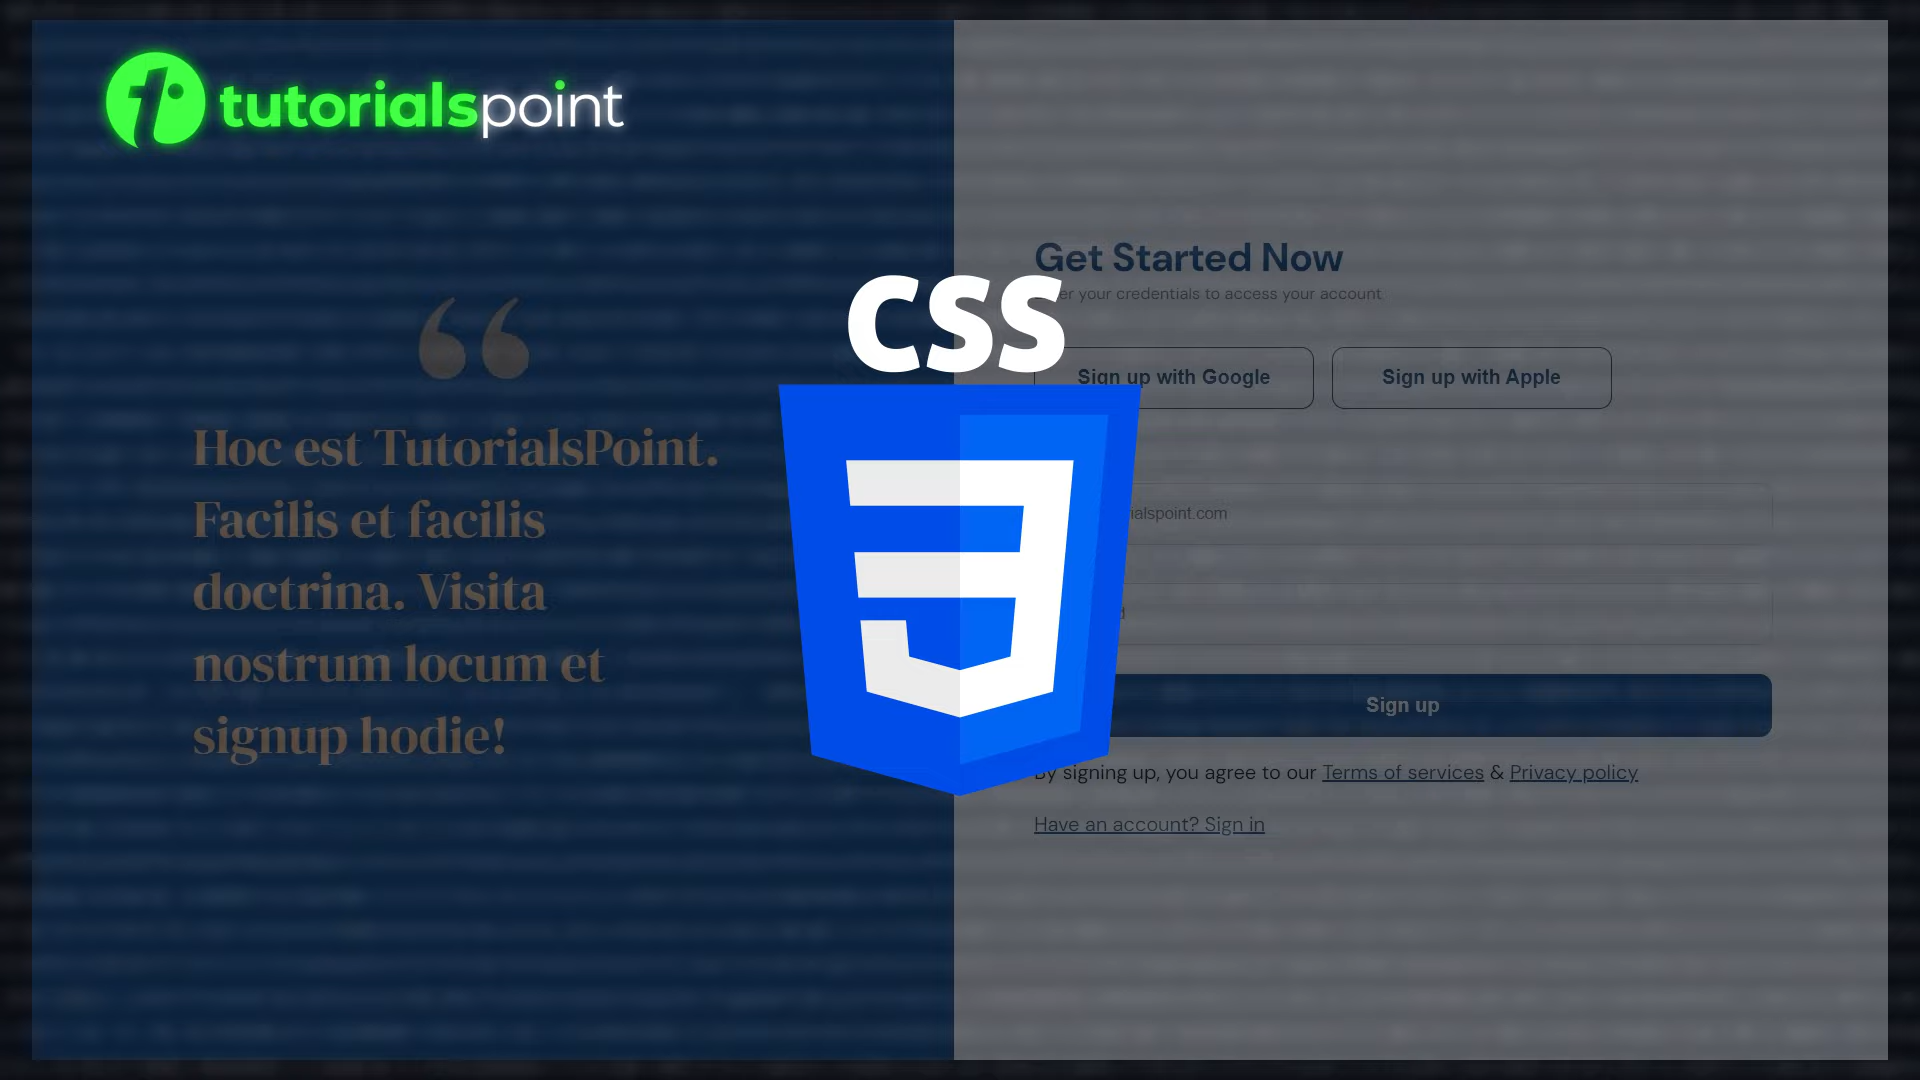 tutorialspoint
CSS
Hoc est TutorialsPoint.
Facilis et facilis
doctrina. Visita
nostrum locum et
signup hodie!
Get Started Now
your credentials to access your account
Sign up with Google
Sign up with Apple
Sign up
By signing up, you agree to our Terms of services & Privacy policy
Have an account? Sign in